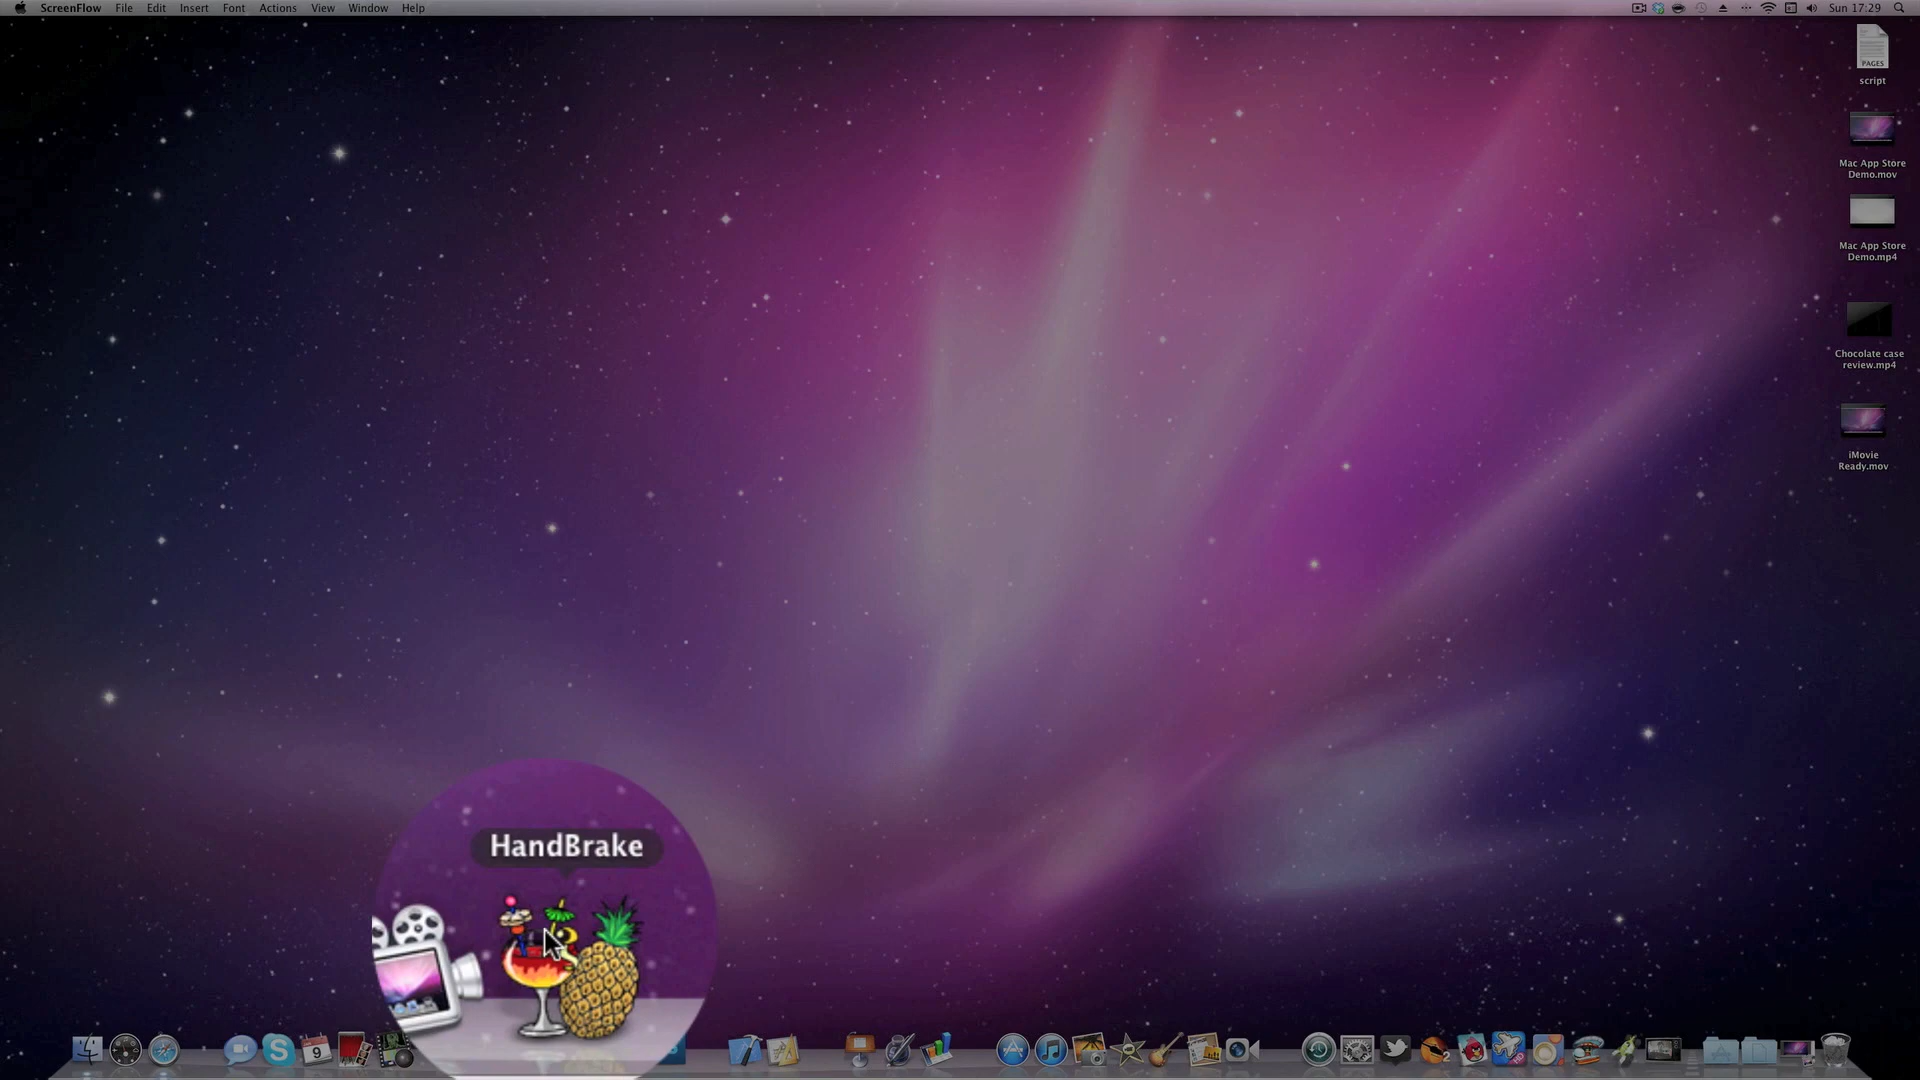 ScreenFlow File Edit Insert Font Actions View Window Help
Sun 17:29
PAGES
script
Mac App Store
Demo.mov
Mac App Store
Demo.mp4
Chocolate case
review.mp4
iMovie
Ready.mov
HandBrake
9